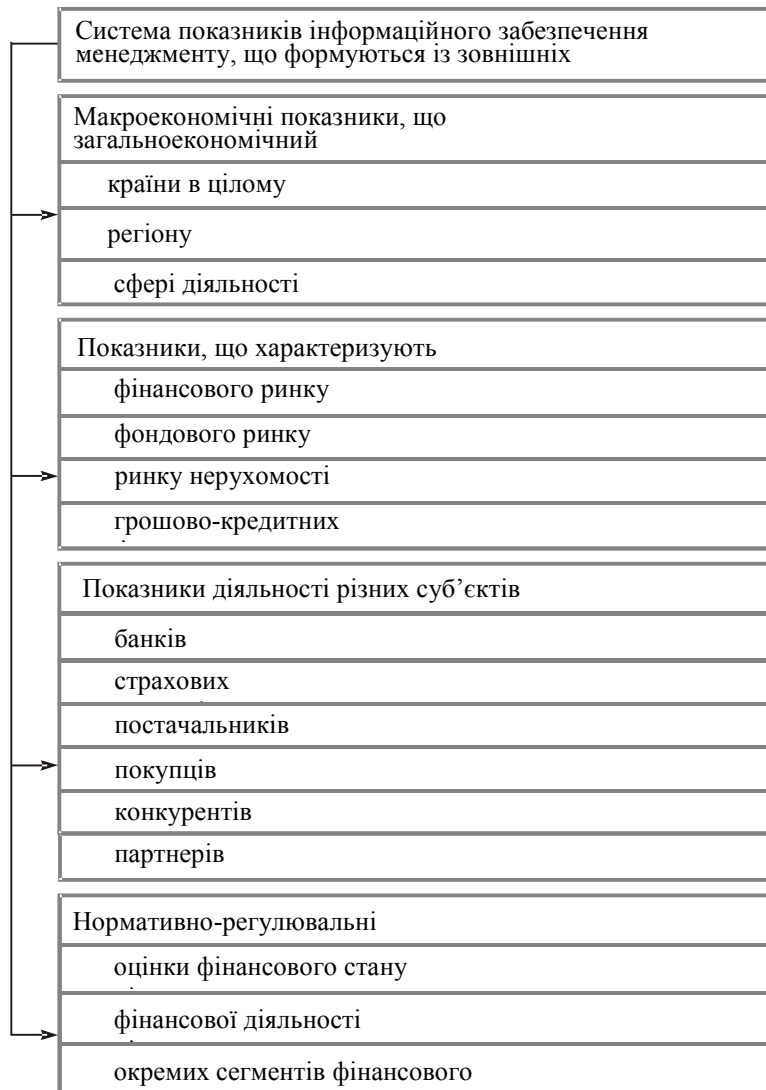 Система показників інформаційного забезпечення
менеджменту, що формуються із зовнішніх
Макроекономічні показники, що
загальноекономічний
країни в цілому
регіону
сфері діяльності
Показники, що характеризують
фінансового ринку
фондового ринку
ринку нерухомості
грошово-кредитних
Показники діяльності різних суб’єктів
банків
страхових
постачальників
покупців
конкурентів
партнерів
Нормативно-регулювальні
оцінки фінансового стану
фінансової діяльності
окремих сегментів фінансового